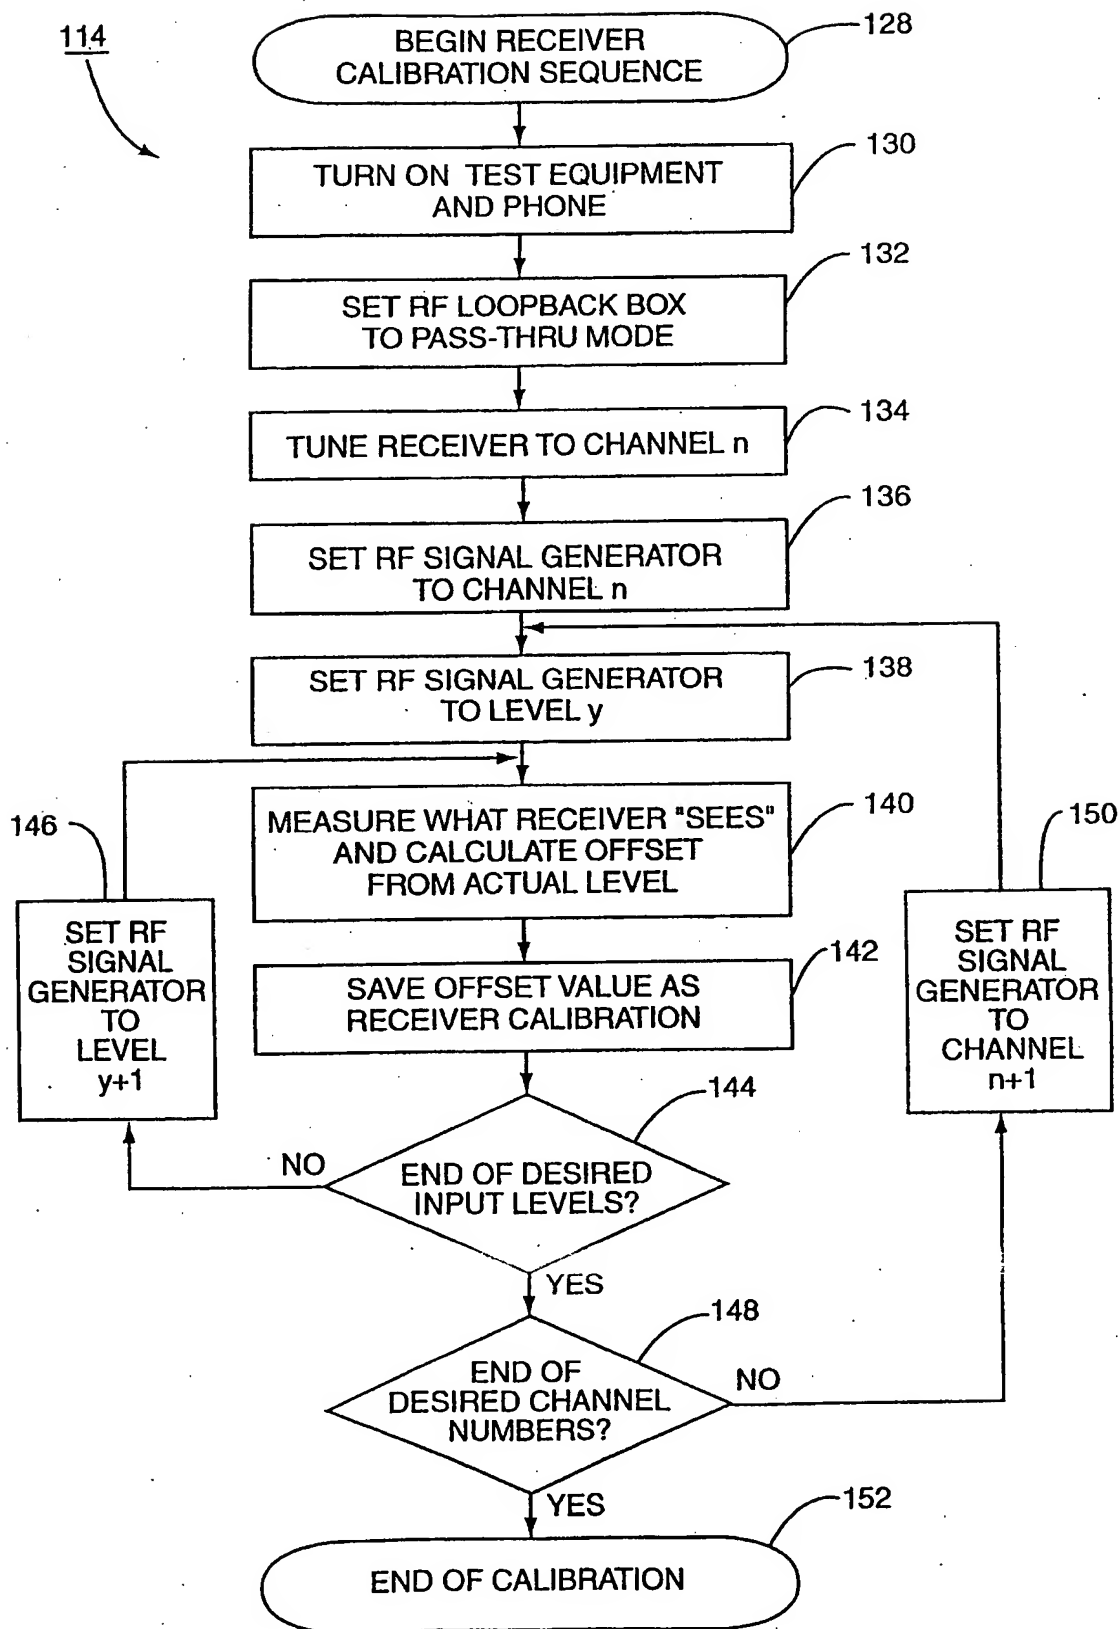 114
BEGIN RECEIVER
CALIBRATION SEQUENCE
128
TURN ON TEST EQUIPMENT
AND PHONE
130
SET RF LOOPBACK BOX
TO PASS-THRU MODE
132
TUNE RECEIVER TO CHANNEL n
134
SET RF SIGNAL GENERATOR
TO CHANNEL n
136
SET RF SIGNAL GENERATOR
TO LEVEL y
138
MEASURE WHAT RECEIVER "SEES"
AND CALCULATE OFFSET
FROM ACTUAL LEVEL
140
146
SET RF
SIGNAL
GENERATOR
TO
LEVEL
y+1
150
SET RF
SIGNAL
GENERATOR
TO
CHANNEL
n+1
SAVE OFFSET VALUE AS
RECEIVER CALIBRATION
142
144
NO
END OF DESIRED
INPUT LEVELS?
YES
148
END OF
DESIRED CHANNEL
NUMBERS?
NO
YES
152
END OF CALIBRATION